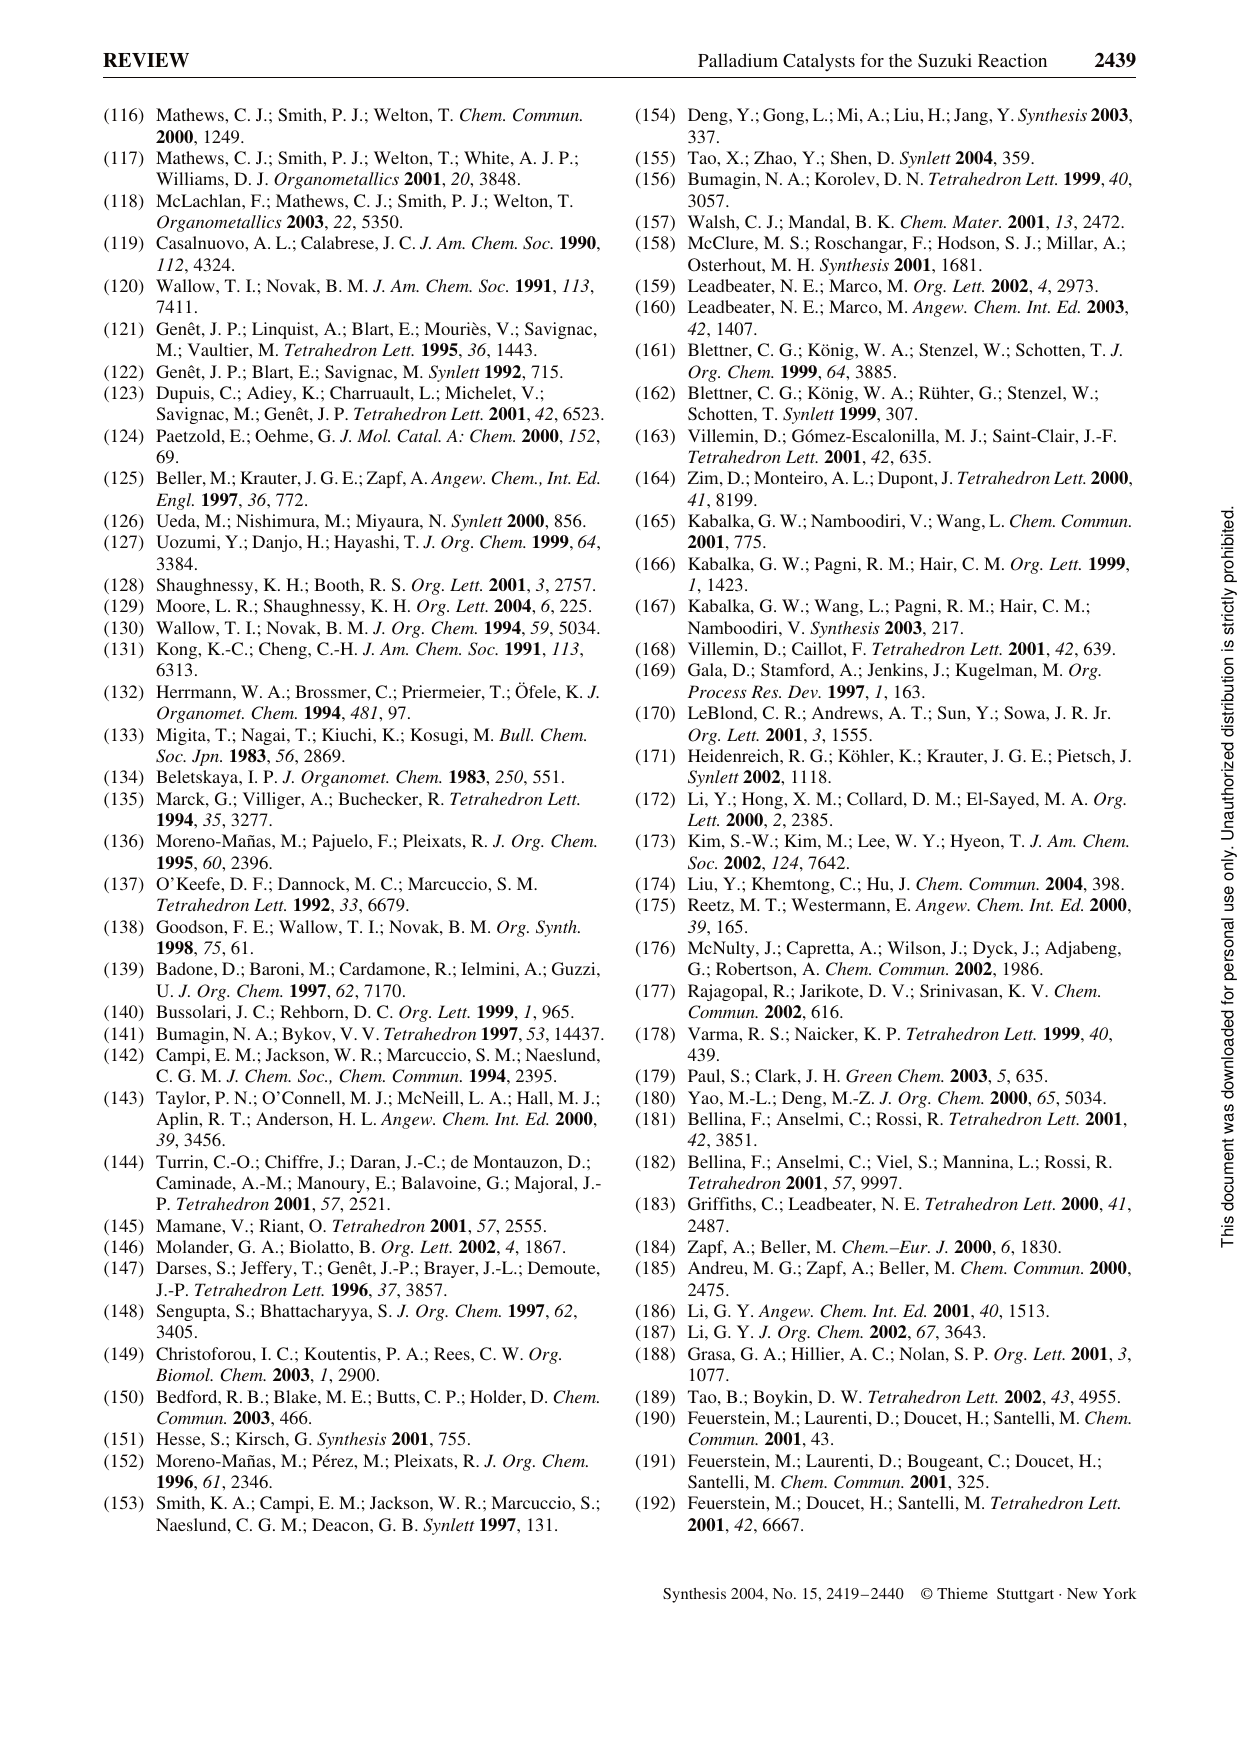 REVIEW
Palladium Catalysts for the Suzuki Reaction 2439
(116) Mathews, C. J.; Smith, P. J.; Welton, T. Chem. Commun.
2000, 1249.
(117) Mathews, C. J.; Smith, P. J.; Welton, T.; White, A. J. P.;
Williams, D. J. Organometallics 2001, 20, 3848.
(118) McLachlan, F.; Mathews, C. J.; Smith, P. J.; Welton, T.
Organometallics 2003, 22, 5350.
(119) Casalnuovo, A. L.; Calabrese, J. C. J. Am. Chem. Soc. 1990,
112, 4324.
(120) Wallow, T. I.; Novak, B. M. J. Am. Chem. Soc. 1991, 113,
7411.
(121) Genêt, J. P.; Linquist, A.; Blart, E.; Mouriès, V.; Savignac,
M.; Vaultier, M. Tetrahedron Lett. 1995, 36, 1443.
(122) Genêt, J. P.; Blart, E.; Savignac, M. Synlett 1992, 715.
(123) Dupuis, C.; Adiey, K.; Charruault, L.; Michelet, V.;
Savignac, M.; Genêt, J. P. Tetrahedron Lett. 2001, 42, 6523.
(124) Paetzold, E.; Oehme, G. J. Mol. Catal. A: Chem. 2000, 152,
69.
(125) Beller, M.; Krauter, J. G. E.; Zapf, A. Angew. Chem., Int. Ed.
Engl. 1997, 36, 772.
(126) Ueda, M.; Nishimura, M.; Miyaura, N. Synlett 2000, 856.
(127) Uozumi, Y.; Danjo, H.; Hayashi, T. J. Org. Chem. 1999, 64,
3384.
(128) Shaughnessy, K. H.; Booth, R. S. Org. Lett. 2001, 3, 2757.
(129) Moore, L. R.; Shaughnessy, K. H. Org. Lett. 2004, 6, 225.
(130) Wallow, T. I.; Novak, B. M. J. Org. Chem. 1994, 59, 5034.
(131) Kong, K.-C.; Cheng, C.-H. J. Am. Chem. Soc. 1991, 113,
6313.
(132) Herrmann, W. A.; Brossmer, C.; Priermeier, T.; Öfele, K. J.
Organomet. Chem. 1994, 481, 97.
(133) Migita, T.; Nagai, T.; Kiuchi, K.; Kosugi, M. Bull. Chem.
Soc. Jpn. 1983, 56, 2869.
(134) Beletskaya, I. P. J. Organomet. Chem. 1983, 250, 551.
(135) Marck, G.; Villiger, A.; Buchecker, R. Tetrahedron Lett.
1994, 35, 3277.
(136) Moreno-Mañas, M.; Pajuelo, F.; Pleixats, R. J. Org. Chem.
1995, 60, 2396.
(137) O'Keefe, D. F.; Dannock, M. C.; Marcuccio, S. M.
Tetrahedron Lett. 1992, 33, 6679.
(138) Goodson, F. E.; Wallow, T. I.; Novak, B. M. Org. Synth.
1998, 75, 61.
(139) Badone, D.; Baroni, M.; Cardamone, R.; Ielmini, A.; Guzzi,
U. J. Org. Chem. 1997, 62, 7170.
(140) Bussolari, J. C.; Rehborn, D. C. Org. Lett. 1999, 1, 965.
(141) Bumagin, N. A.; Bykov, V. V. Tetrahedron 1997, 53, 14437.
(142) Campi, E. M.; Jackson, W. R.; Marcuccio, S. M.; Naeslund,
C. G. M. J. Chem. Soc., Chem. Commun. 1994, 2395.
(143) Taylor, P. N.; O'Connell, M. J.; McNeill, L. A.; Hall, M. J.;
Aplin, R. T.; Anderson, H. L. Angew. Chem. Int. Ed. 2000,
39, 3456.
(144) Turrin, C.-O.; Chiffre, J.; Daran, J.-C.; de Montauzon, D.;
Caminade, A.-M.; Manoury, E.; Balavoine, G.; Majoral, J.-
P. Tetrahedron 2001, 57, 2521.
(145) Mamane, V.; Riant, O. Tetrahedron 2001, 57, 2555.
(146) Molander, G. A.; Biolatto, B. Org. Lett. 2002, 4, 1867.
(147) Darses, S.; Jeffery, T.; Genêt, J.-P.; Brayer, J.-L.; Demoute,
J.-P. Tetrahedron Lett. 1996, 37, 3857.
(148) Sengupta, S.; Bhattacharyya, S. J. Org. Chem. 1997, 62,
3405.
(149) Christoforou, I. C.; Koutentis, P. A.; Rees, C. W. Org.
Biomol. Chem. 2003, 1, 2900.
(150) Bedford, R. B.; Blake, M. E.; Butts, C. P.; Holder, D. Chem.
Commun. 2003, 466.
(151) Hesse, S.; Kirsch, G. Synthesis 2001, 755.
(152) Moreno-Mañas, M.; Pérez, M.; Pleixats, R. J. Org. Chem.
1996, 61, 2346.
(153) Smith, K. A.; Campi, E. M.; Jackson, W. R.; Marcuccio, S.;
Naeslund, C. G. M.; Deacon, G. B. Synlett 1997, 131.
(154) Deng, Y.; Gong, L.; Mi, A.; Liu, H.; Jang, Y. Synthesis 2003,
337.
(155) Tao, X.; Zhao, Y.; Shen, D. Synlett 2004, 359.
(156) Bumagin, N. A.; Korolev, D. N. Tetrahedron Lett. 1999, 40,
3057.
(157) Walsh, C. J.; Mandal, B. K. Chem. Mater. 2001, 13, 2472.
(158) McClure, M. S.; Roschangar, F.; Hodson, S. J.; Millar, A.;
Osterhout, M. H. Synthesis 2001, 1681.
(159) Leadbeater, N. E.; Marco, M. Org. Lett. 2002, 4, 2973.
(160) Leadbeater, N. E.; Marco, M. Angew. Chem. Int. Ed. 2003,
42, 1407.
(161) Blettner, C. G.; König, W. A.; Stenzel, W.; Schotten, T. J.
Org. Chem. 1999, 64, 3885.
(162) Blettner, C. G.; König, W. A.; Rühter, G.; Stenzel, W.;
Schotten, T. Synlett 1999, 307.
(163) Villemin, D.; Gómez-Escalonilla, M. J.; Saint-Clair, J.-F.
Tetrahedron Lett. 2001, 42, 635.
(164) Zim, D.; Monteiro, A. L.; Dupont, J. Tetrahedron Lett. 2000,
41, 8199.
(165) Kabalka, G. W.; Namboodiri, V.; Wang, L. Chem. Commun.
2001, 775.
(166) Kabalka, G. W.; Pagni, R. M.; Hair, C. M. Org. Lett. 1999,
1, 1423.
(167) Kabalka, G. W.; Wang, L.; Pagni, R. M.; Hair, C. M.;
Namboodiri, V. Synthesis 2003, 217.
(168) Villemin, D.; Caillot, F. Tetrahedron Lett. 2001, 42, 639.
(169) Gala, D.; Stamford, A.; Jenkins, J.; Kugelman, M. Org.
Process Res. Dev. 1997, 1, 163.
(170) LeBlond, C. R.; Andrews, A. T.; Sun, Y.; Sowa, J. R. Jr.
Org. Lett. 2001, 3, 1555.
(171) Heidenreich, R. G.; Köhler, K.; Krauter, J. G. E.; Pietsch, J.
Synlett 2002, 1118.
(172) Li, Y.; Hong, X. M.; Collard, D. M.; El-Sayed, M. A. Org.
Lett. 2000, 2, 2385.
(173) Kim, S.-W.; Kim, M.; Lee, W. Y.; Hyeon, T. J. Am. Chem.
Soc. 2002, 124, 7642.
(174) Liu, Y.; Khemtong, C.; Hu, J. Chem. Commun. 2004, 398.
(175) Reetz, M. T.; Westermann, E. Angew. Chem. Int. Ed. 2000,
39, 165.
(176) McNulty, J.; Capretta, A.; Wilson, J.; Dyck, J.; Adjabeng,
G.; Robertson, A. Chem. Commun. 2002, 1986.
(177) Rajagopal, R.; Jarikote, D. V.; Srinivasan, K. V. Chem.
Commun. 2002, 616.
(178) Varma, R. S.; Naicker, K. P. Tetrahedron Lett. 1999, 40,
439.
(179) Paul, S.; Clark, J. H. Green Chem. 2003, 5, 635.
(180) Yao, M.-L.; Deng, M.-Z. J. Org. Chem. 2000, 65, 5034.
(181) Bellina, F.; Anselmi, C.; Rossi, R. Tetrahedron Lett. 2001,
42, 3851.
(182) Bellina, F.; Anselmi, C.; Viel, S.; Mannina, L.; Rossi, R.
Tetrahedron 2001, 57, 9997.
(183) Griffiths, C.; Leadbeater, N. E. Tetrahedron Lett. 2000, 41,
2487.
(184) Zapf, A.; Beller, M. Chem.–Eur. J. 2000, 6, 1830.
(185) Andreu, M. G.; Zapf, A.; Beller, M. Chem. Commun. 2000,
2475.
(186) Li, G. Y. Angew. Chem. Int. Ed. 2001, 40, 1513.
(187) Li, G. Y. J. Org. Chem. 2002, 67, 3643.
(188) Grasa, G. A.; Hillier, A. C.; Nolan, S. P. Org. Lett. 2001, 3,
1077.
(189) Tao, B.; Boykin, D. W. Tetrahedron Lett. 2002, 43, 4955.
(190) Feuerstein, M.; Laurenti, D.; Doucet, H.; Santelli, M. Chem.
Commun. 2001, 43.
(191) Feuerstein, M.; Laurenti, D.; Bougeant, C.; Doucet, H.;
Santelli, M. Chem. Commun. 2001, 325.
(192) Feuerstein, M.; Doucet, H.; Santelli, M. Tetrahedron Lett.
2001, 42, 6667.
Synthesis 2004, No. 15, 2419–2440 © Thieme Stuttgart · New York
This document was downloaded for personal use only. Unauthorized distribution is strictly prohibited.